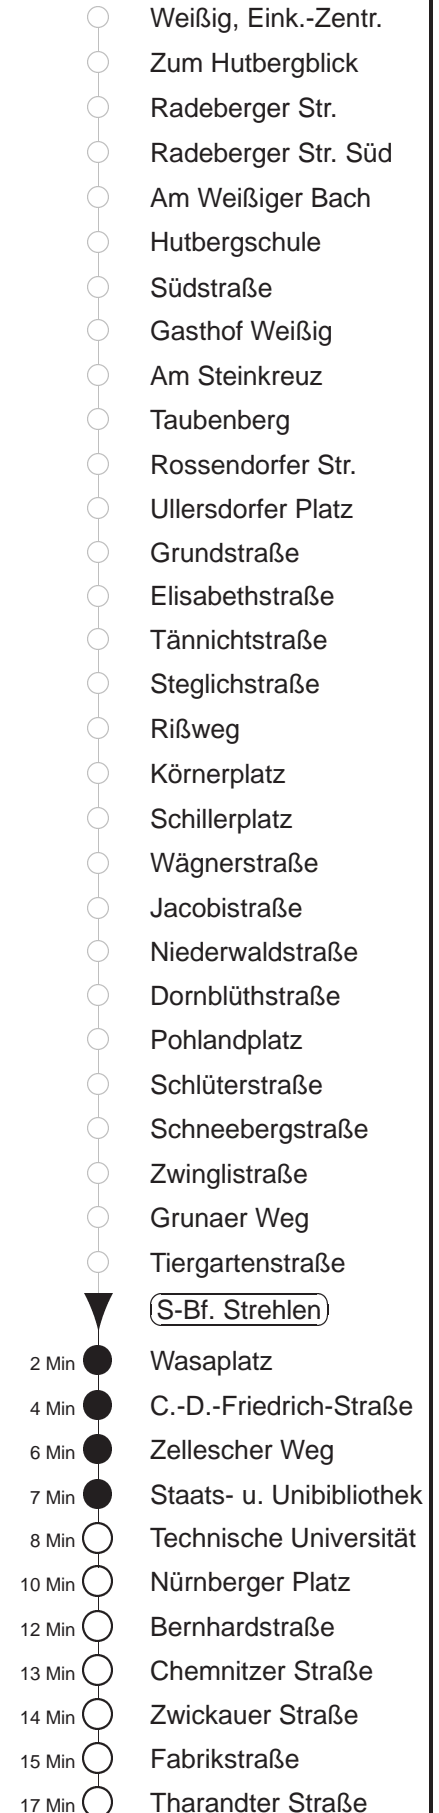 Weißig, Eink.-Zentr.
Zum Hutbergblick
Radeberger Str.
Radeberger Str. Süd
Am Weißiger Bach
Hutbergschule
Südstraße
Gasthof Weißig
Am Steinkreuz
Taubenberg
Rossendorfer Str.
Ullersdorfer Platz
Grundstraße
Elisabethstraße
Tännichtstraße
Steglichstraße
Rißweg
Körnerplatz
Schillerplatz
Wägnerstraße
Jacobistraße
Niederwaldstraße
Dornblüthstraße
Pohlandplatz
Schlüterstraße
Schneebergstraße
Zwinglistraße
Grunaer Weg
Tiergartenstraße
S-Bf. Strehlen
2 Min Wasaplatz
4 Min C.-D.-Friedrich-Straße
6 Min Zellescher Weg
7 Min Staats- u. Unibibliothek
8 Min Technische Universität
10 Min Nürnberger Platz
12 Min Bernhardstraße
13 Min Chemnitzer Straße
14 Min Zwickauer Straße
15 Min Fabrikstraße
17 Min Tharandter Straße